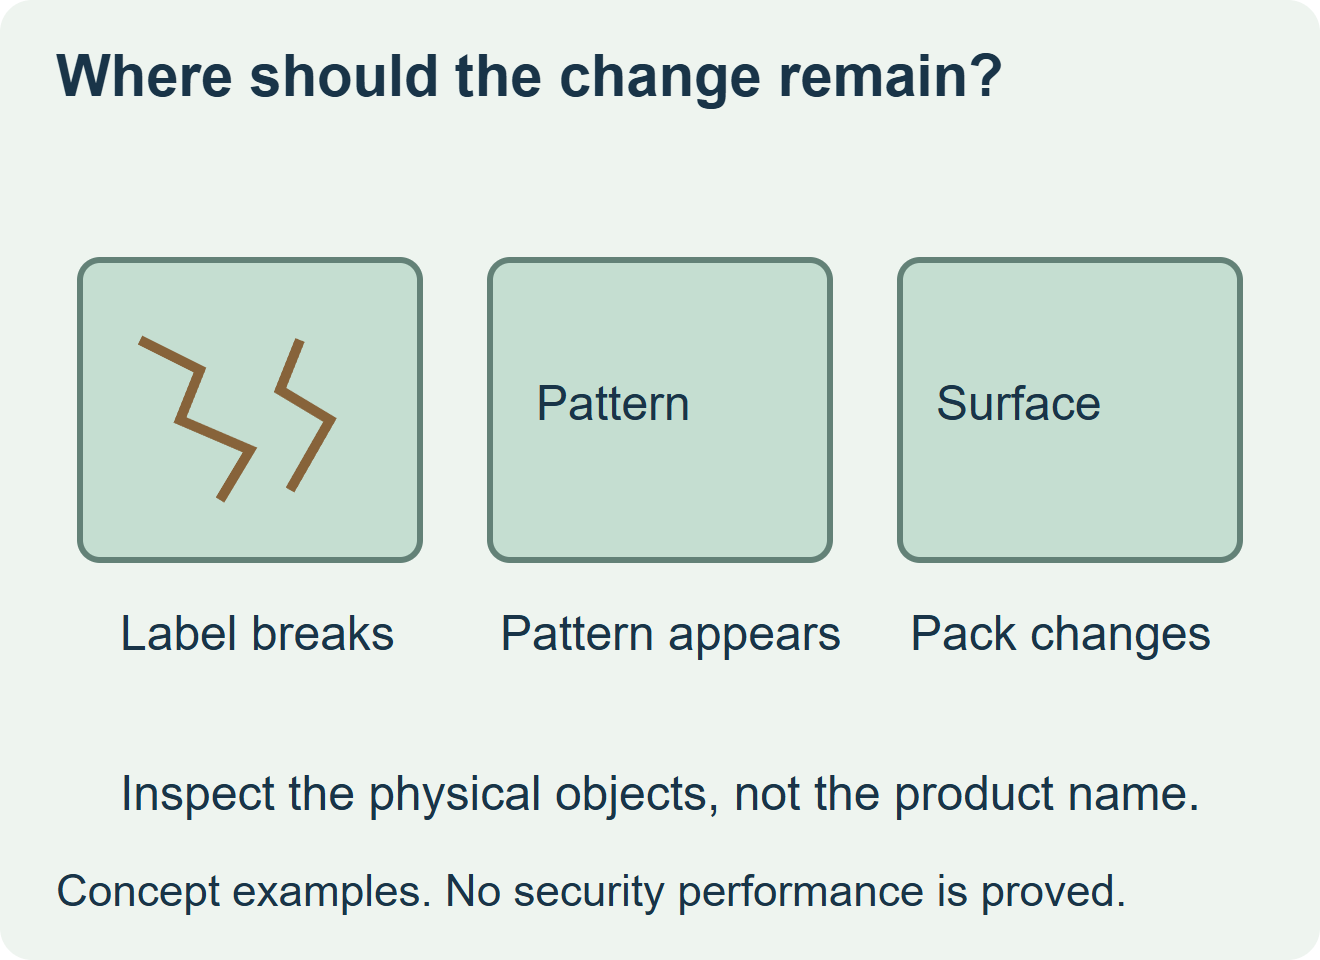 Where should the change remain?
Pattern
Surface
Label breaks
Pattern appears
Pack changes
Inspect the physical objects, not the product name.
Concept examples. No security performance is proved.